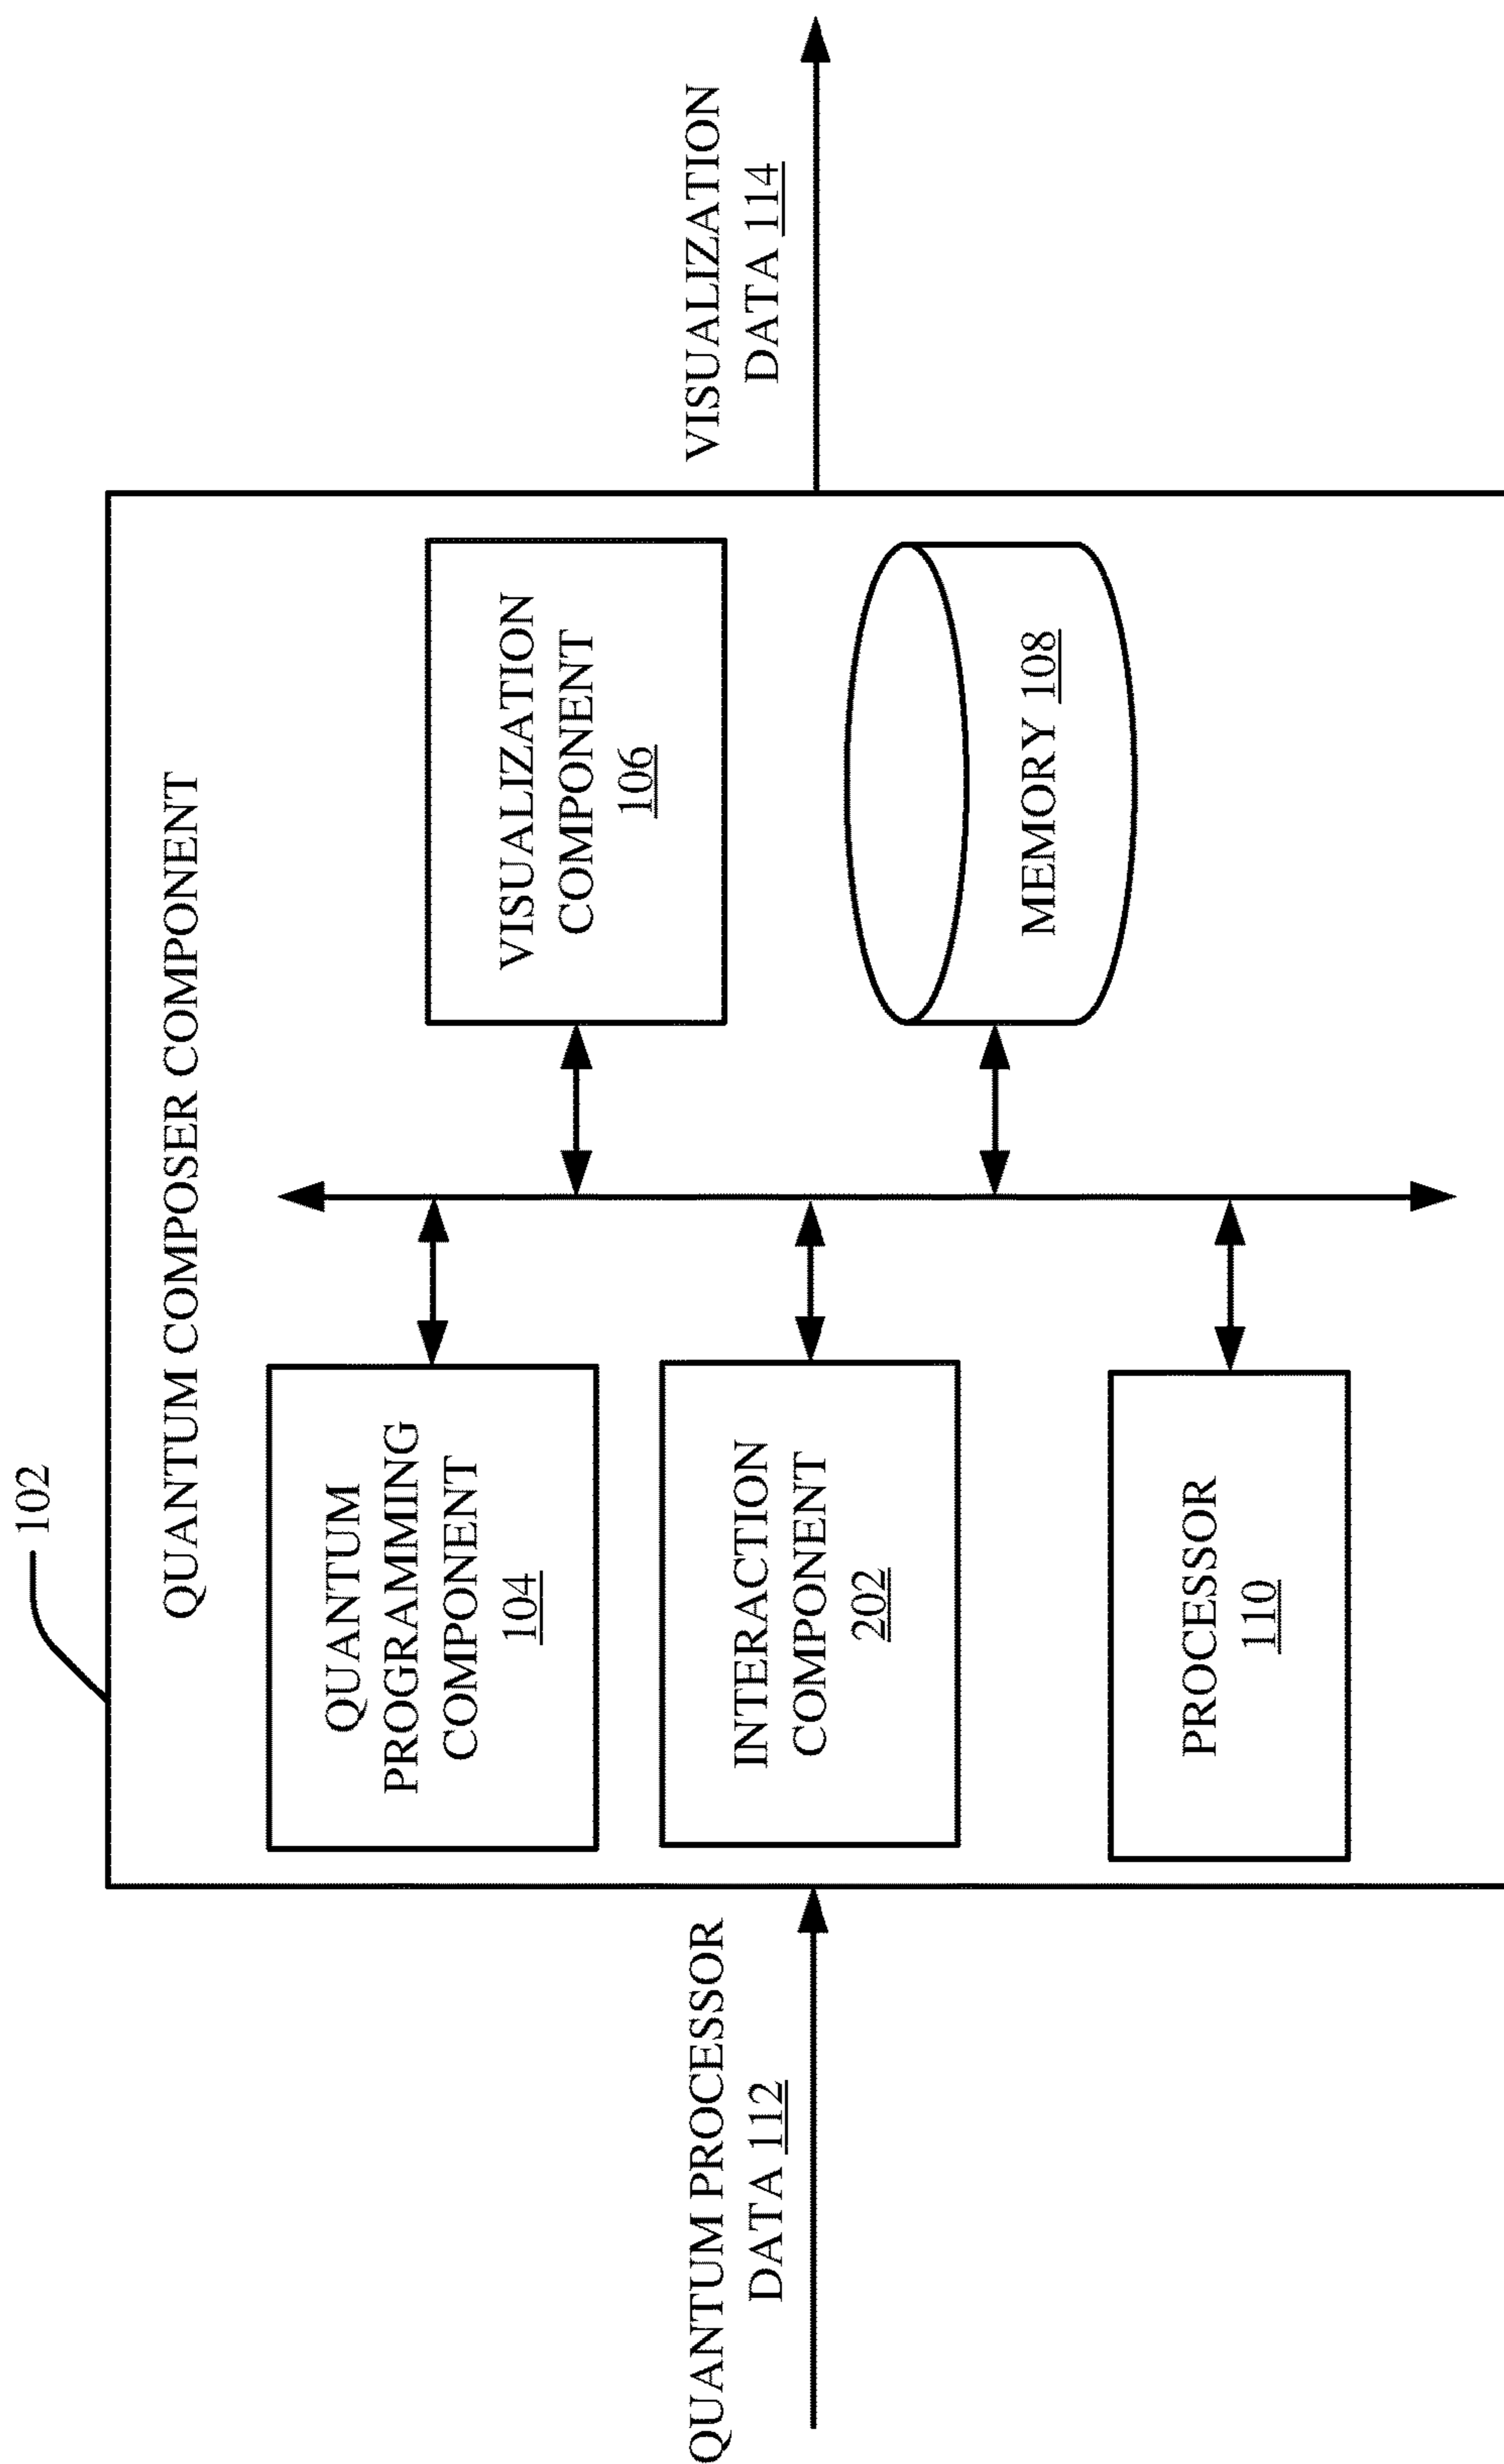 102
QUANTUM COMPOSER COMPONENT
QUANTUM PROCESSOR
DATA 112
QUANTUM
PROGRAMMING
COMPONENT
104
INTERACTION
COMPONENT
202
PROCESSOR
110
VISUALIZATION
COMPONENT
106
MEMORY 108
VISUALIZATION
DATA 114